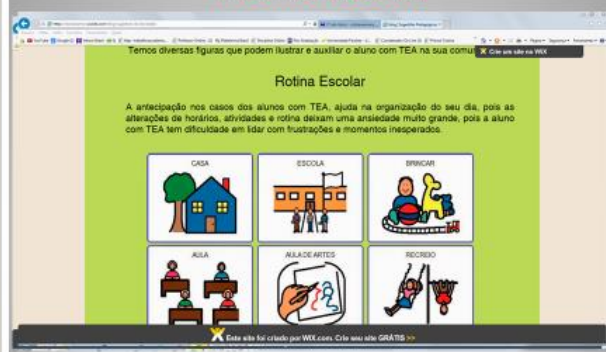 Temos diversas figuras que podem ilustrar e auxiliar o aluno com TEA na sua
Crie um site no WIX
Rotina Escolar
A antecipação nos casos dos alunos com TEA, ajuda na organização do seu dia, pois as
alterações de horários, atividades e rotina deixam uma ansiedade muito grande, pois a aluno
com TEA tem dificuldade em lidar com frustrações e momentos inesperados.
CASA
ESCOLA
BRINCAR
AULA
AULA DE ARTES
RECREIO
Este site foi criado por WIX.com. Crie seu site GRÁTIS >>